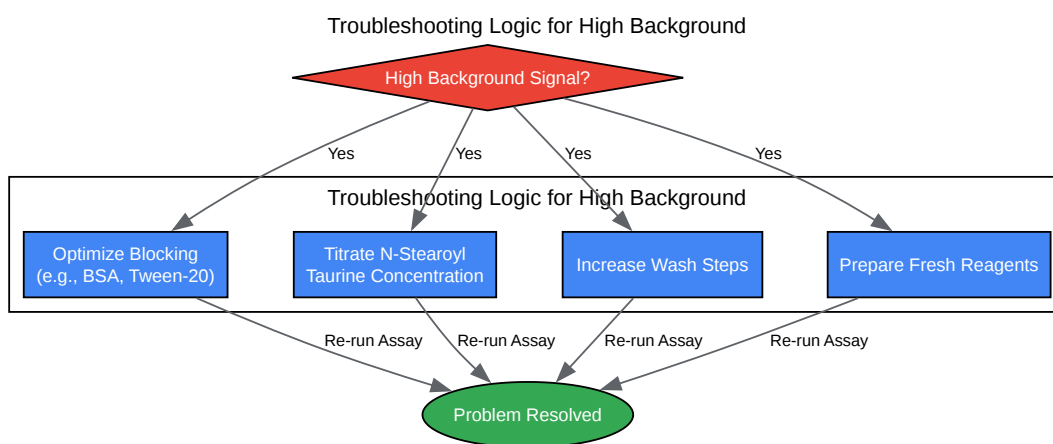 Troubleshooting Logic for High Background
High Background Signal?
Yes
Yes
Yes
Yes
Troubleshooting Logic for High Background
Optimize Blocking
(e.g., BSA, Tween-20)
Titrate N-Stearoyl
Taurine Concentration
Increase Wash Steps
Prepare Fresh Reagents
Re-run Assay
Re-run Assay
Re-run Assay
Re-run Assay
Problem Resolved